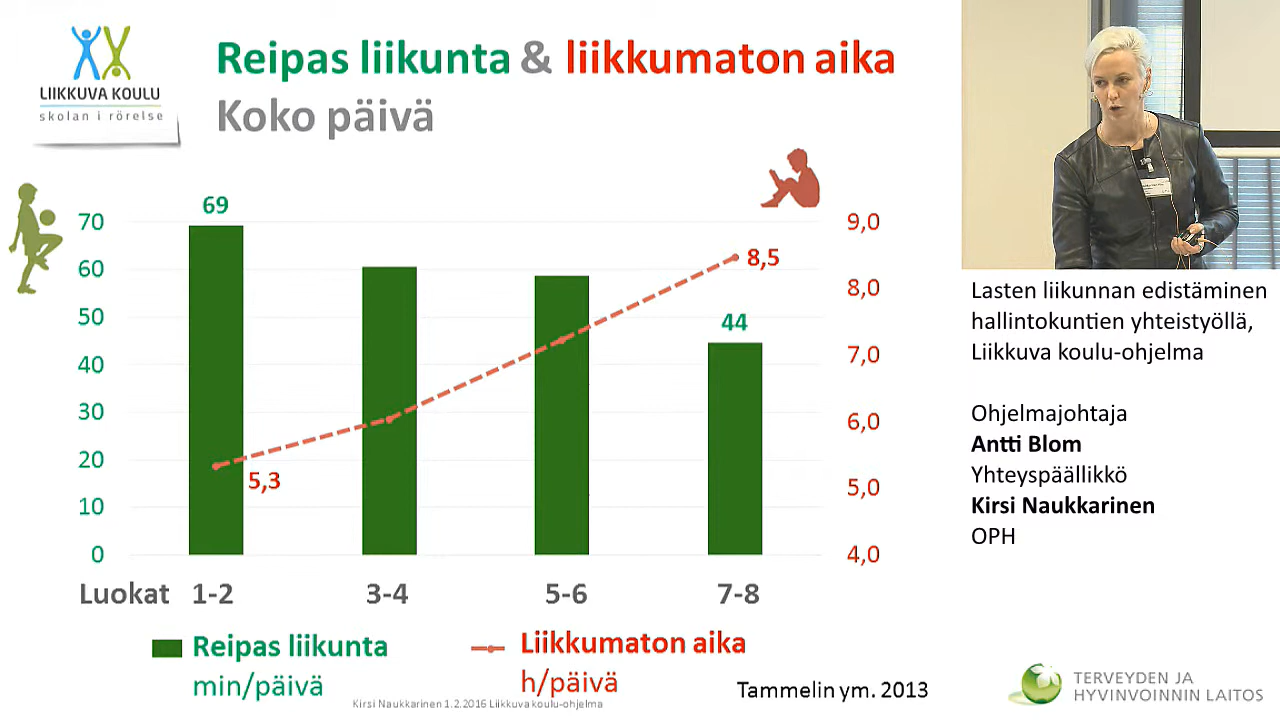 LIIKKUVA KOULU
skolan i rörelse
Reipas liikunta & liikkumaton aika
Koko päivä
69
70
60
50
40
30
20
10
0
9,0
8,0
7,0
6,0
5,0
4,0
8,5
44
5,3
Luokat 1-2 3-4 5-6 7-8
Reipas liikunta
min/päivä
Liikkumaton aika
h/päivä
Tammelin ym. 2013
Kirsi Naukkarinen 1.2.2016 Liikkuva koulu-ohjelma
Lasten liikunnan edistäminen
hallintokuntien yhteistyöllä,
Liikkuva koulu-ohjelma
Ohjelmajohtaja
Antti Blom
Yhteyspäällikkö
Kirsi Naukkarinen
OPH
TERVEYDEN JA
HYVINVOINNIN LAITOS